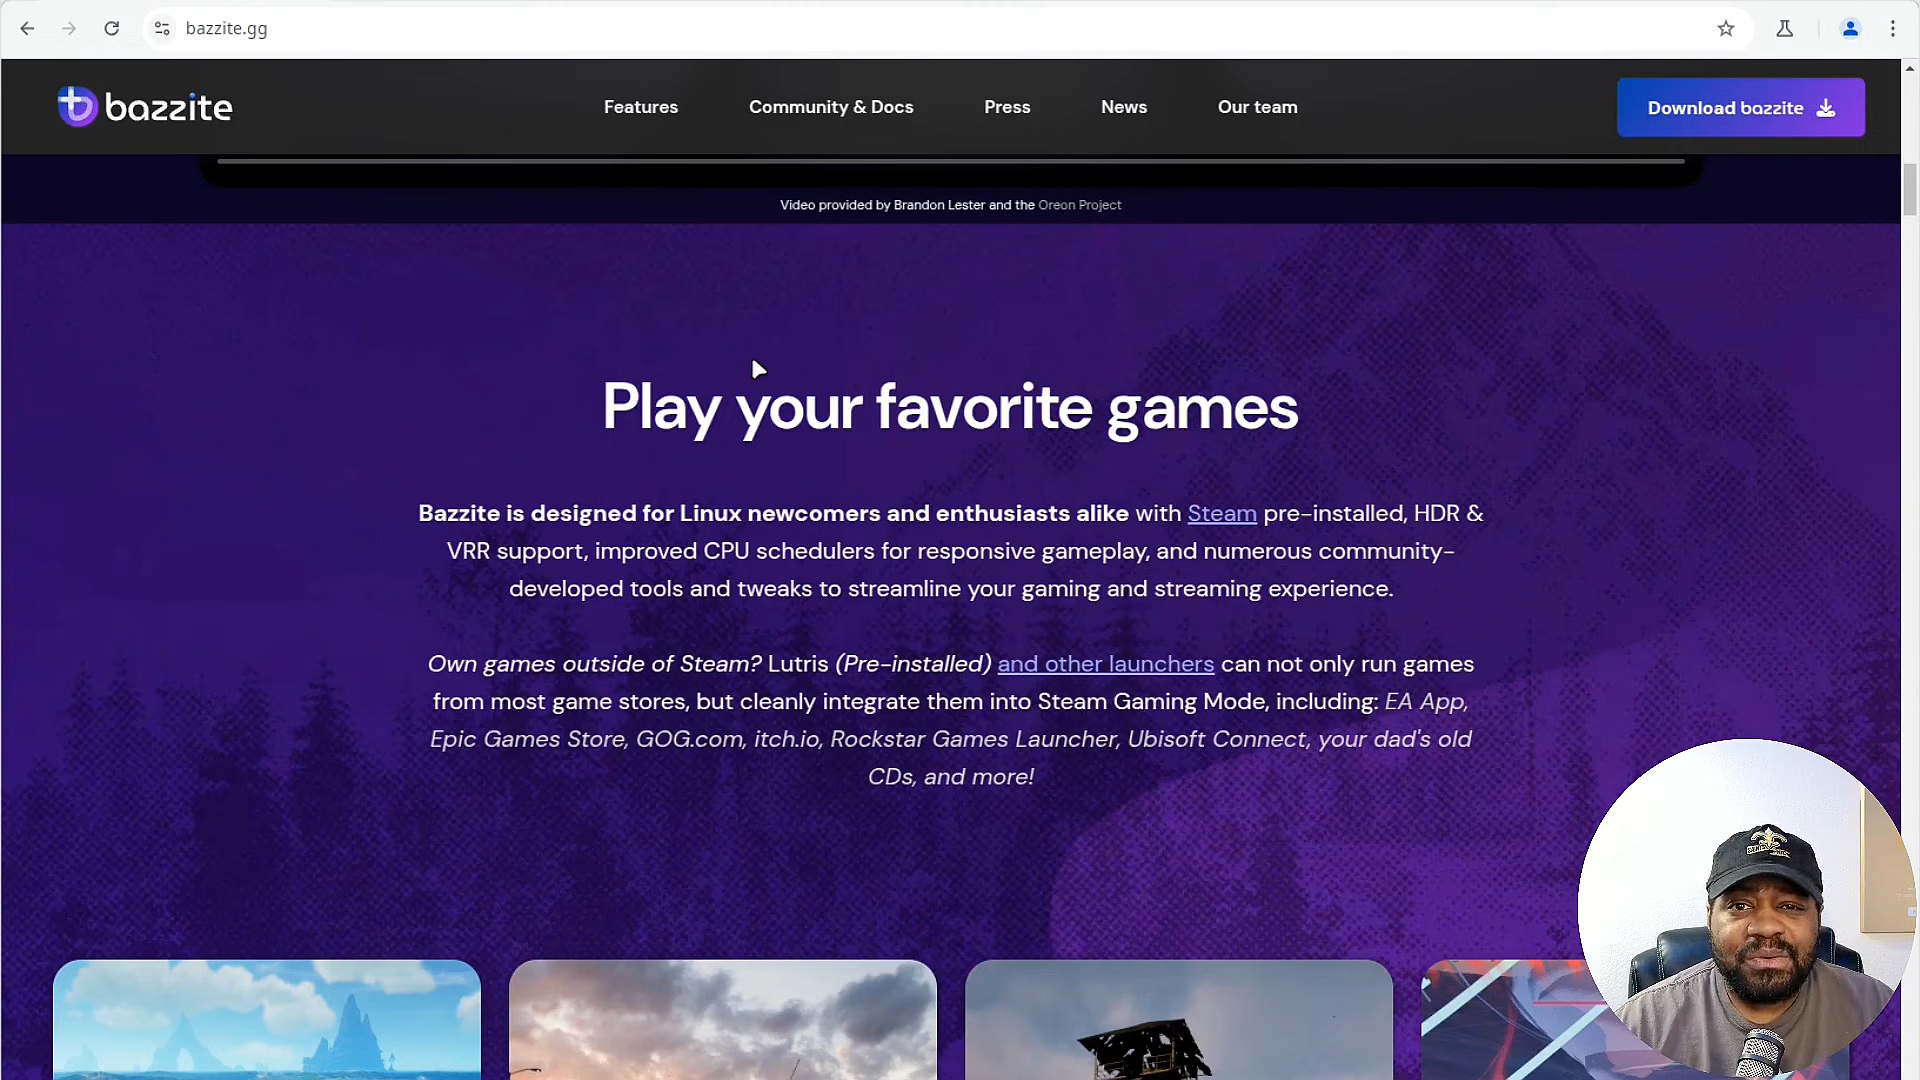 bazzite.gg
bazzite
Features
Community & Docs
Press
News
Our team
Download bazzite
Video provided by Brandon Lester and the Oreon Project
Play your favorite games
Bazzite is designed for Linux newcomers and enthusiasts alike with Steam pre-installed, HDR &
VRR support, improved CPU schedulers for responsive gameplay, and numerous community-
developed tools and tweaks to streamline your gaming and streaming experience.
Own games outside of Steam? Lutris (Pre-installed) and other launchers can not only run games
from most game stores, but cleanly integrate them into Steam Gaming Mode, including: EA App,
Epic Games Store, GOG.com, itch.io, Rockstar Games Launcher, Ubisoft Connect, your dad's old
CDs, and more!